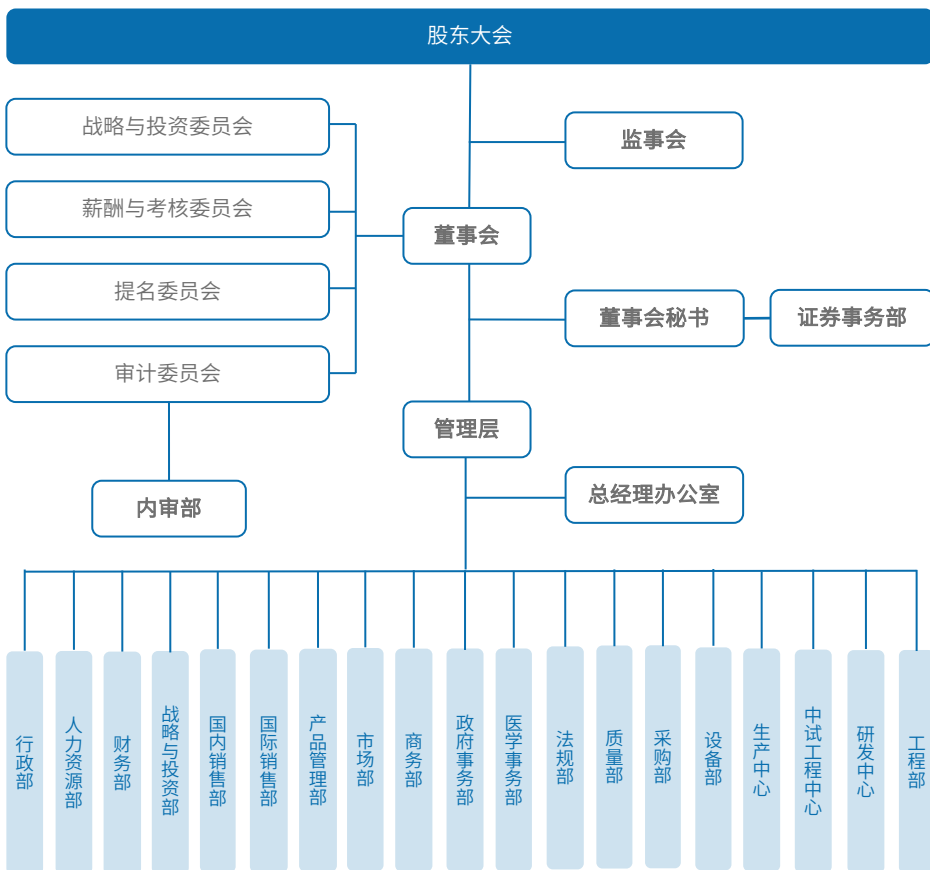 股东大会
战略与投资委员会
监事会
薪酬与考核委员会
董事会
提名委员会
董事会秘书
证券事务部
审计委员会
管理层
内审部
总经理办公室
行政部
人力资源部
财务部
战略与投资部
国内销售部
国际销售部
产品管理部
市场部
商务部
政府事务部
医学事务部
法规部
质量部
采购部
设备部
生产中心
中试工程中心
研发中心
工程部